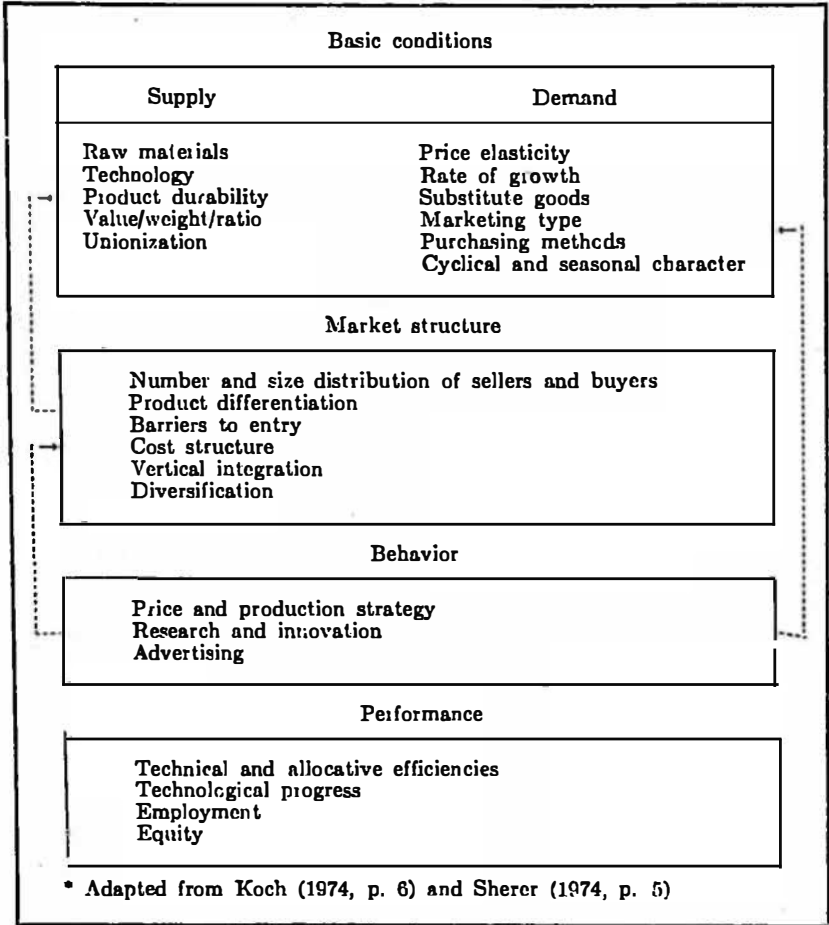 Basic conditions
Supply Demand
Raw materials Price elasticity
Technology Rate of growth
Product durability Substitute goods
Value/weight/ratio Marketing type
Unionization Purchasing methods
Cyclical and seasonal character
Market structure
Number and size distribution of sellers and buyers
Product differentiation
Barriers to entry
Cost structure
Vertical integration
Diversification
Behavior
Price and production strategy
Research and innovation
Advertising
Performance
Technical and allocative efficiencies
Technological progress
Employment
Equity
* Adapted from Koch (1974, p. 6) and Sherer (1974, p. 5)